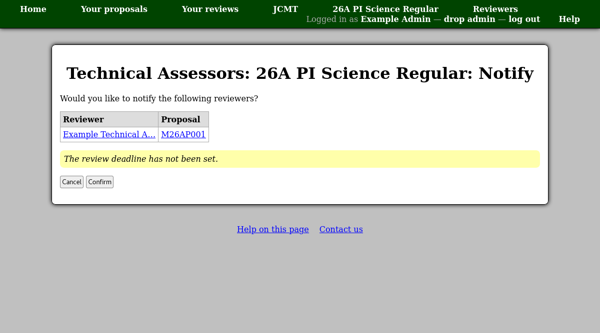 Home Your proposals Your reviews JCMT 26A PI Science Regular Reviewers
Logged in as Example Admin — drop admin — log out Help
Technical Assessors: 26A PI Science Regular: Notify
Would you like to notify the following reviewers?
Reviewer Proposal
Example Technical A... M26AP001
The review deadline has not been set.
Cancel Confirm
Help on this page Contact us